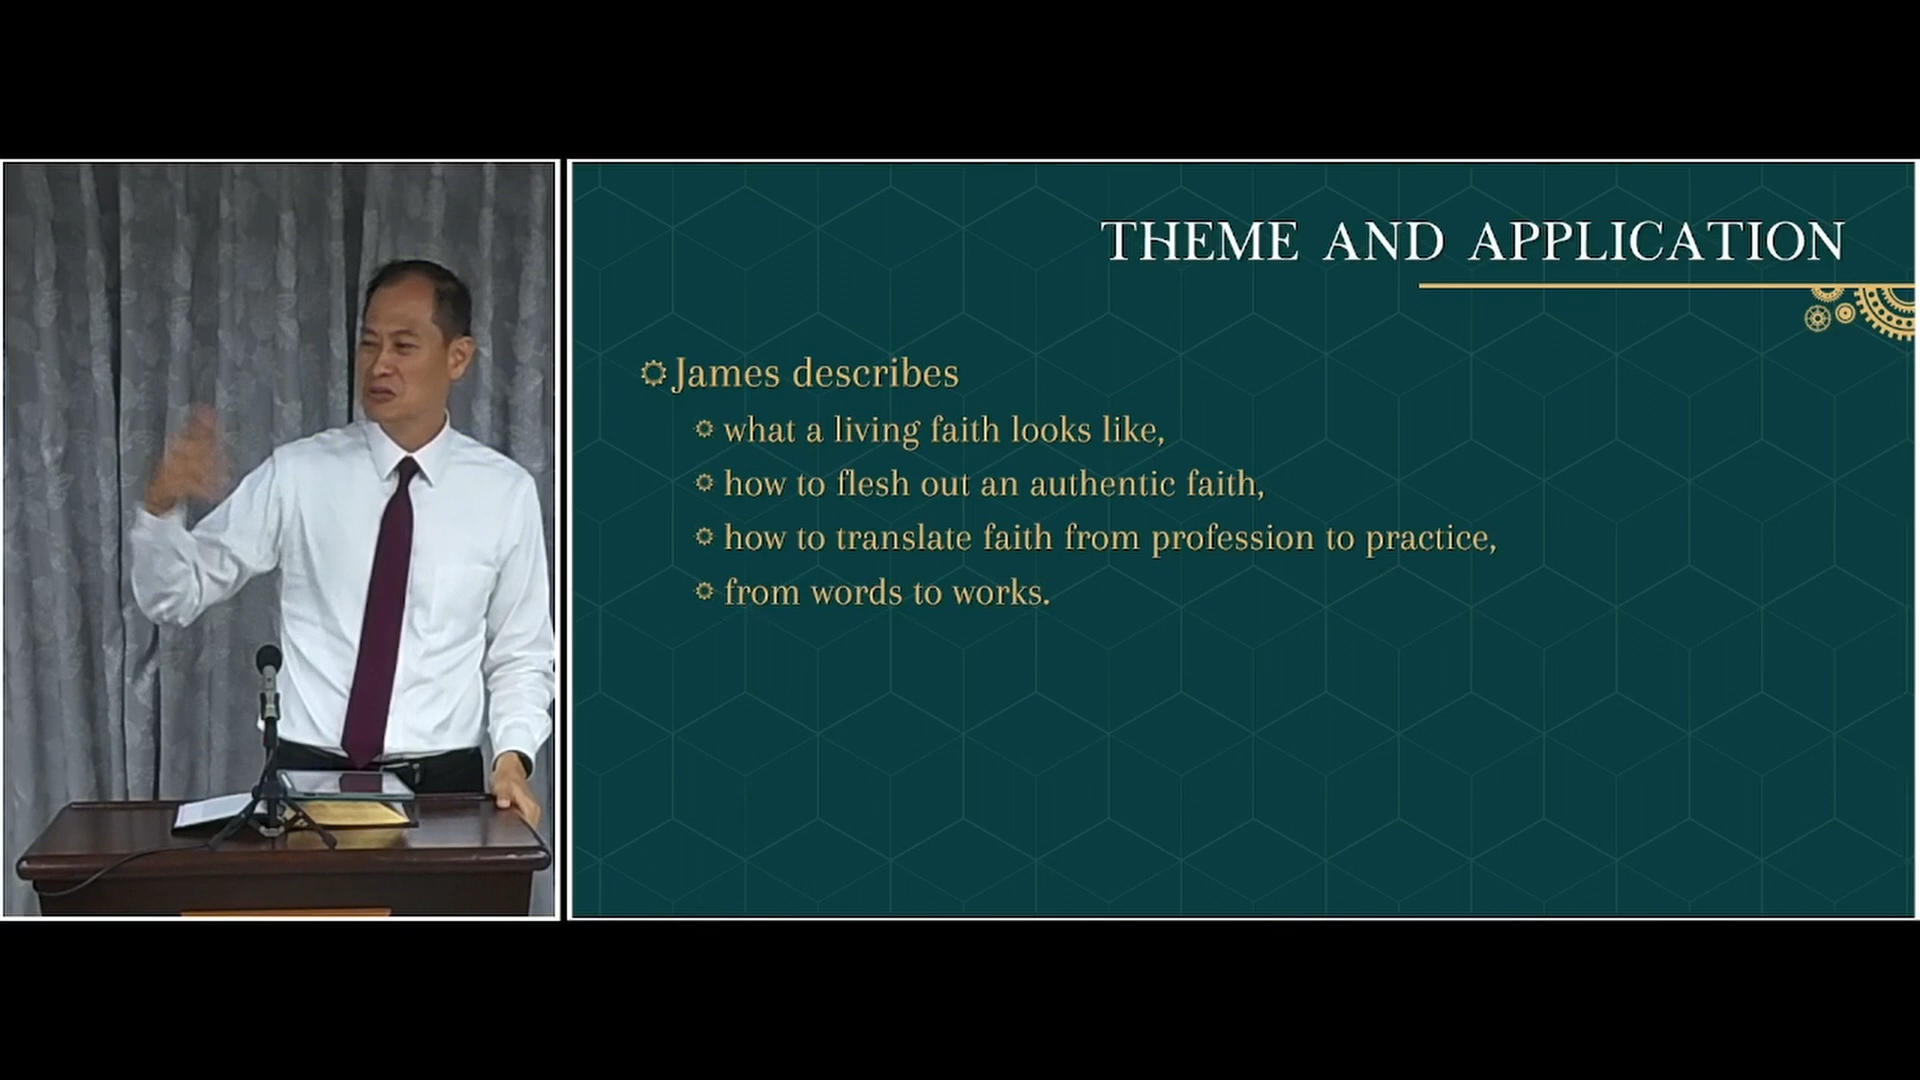 THEME AND APPLICATION
James describes
what a living faith looks like,
how to flesh out an authentic faith,
how to translate faith from profession to practice,
from words to works.